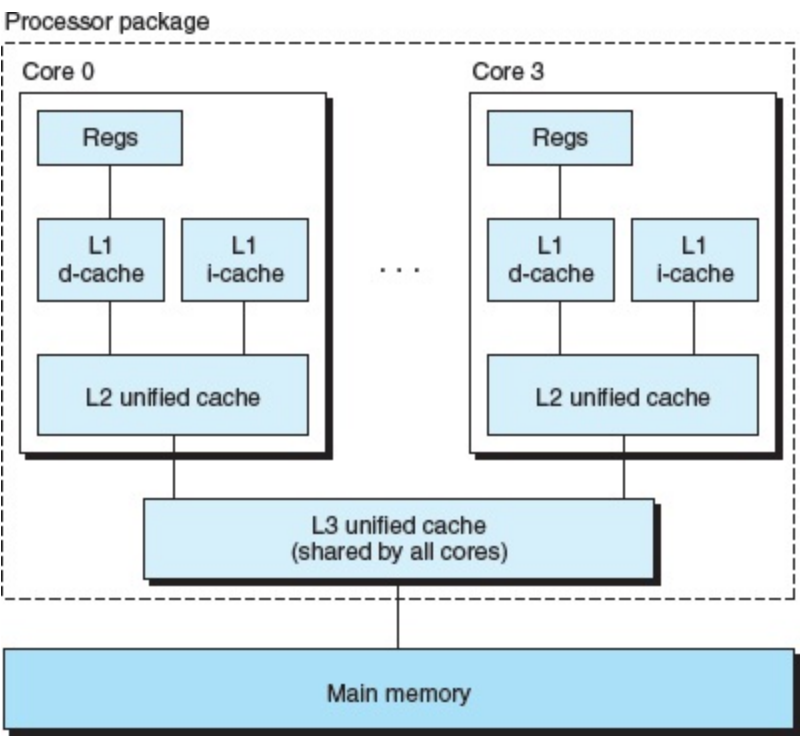 Processor package
Core 0
Core 3
Regs
Regs
L1
d-cache
L1
i-cache
. . .
L1
d-cache
L1
i-cache
L2 unified cache
L2 unified cache
L3 unified cache
(shared by all cores)
Main memory